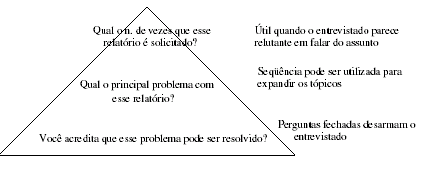 Qual o n. de vezes que esse
relatório é solicitado?
Útil quando o entrevistado parece
relutante em falar do assunto
Qual o principal problema com
esse relatório?
Seqüência pode ser utilizada para
expandir os tópicos
Você acredita que esse problema pode ser resolvido?
Perguntas fechadas desarmam o
entrevistado